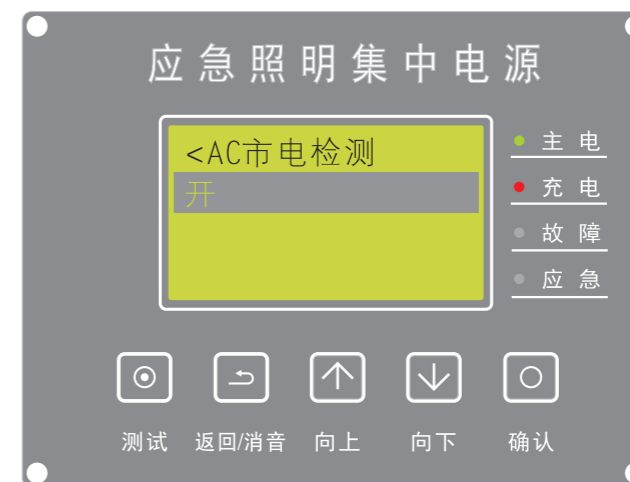 应急照明集中电源
<AC市电检测
开
主电
充电
故障
应急
测试 返回/消音 向上 向下 确认